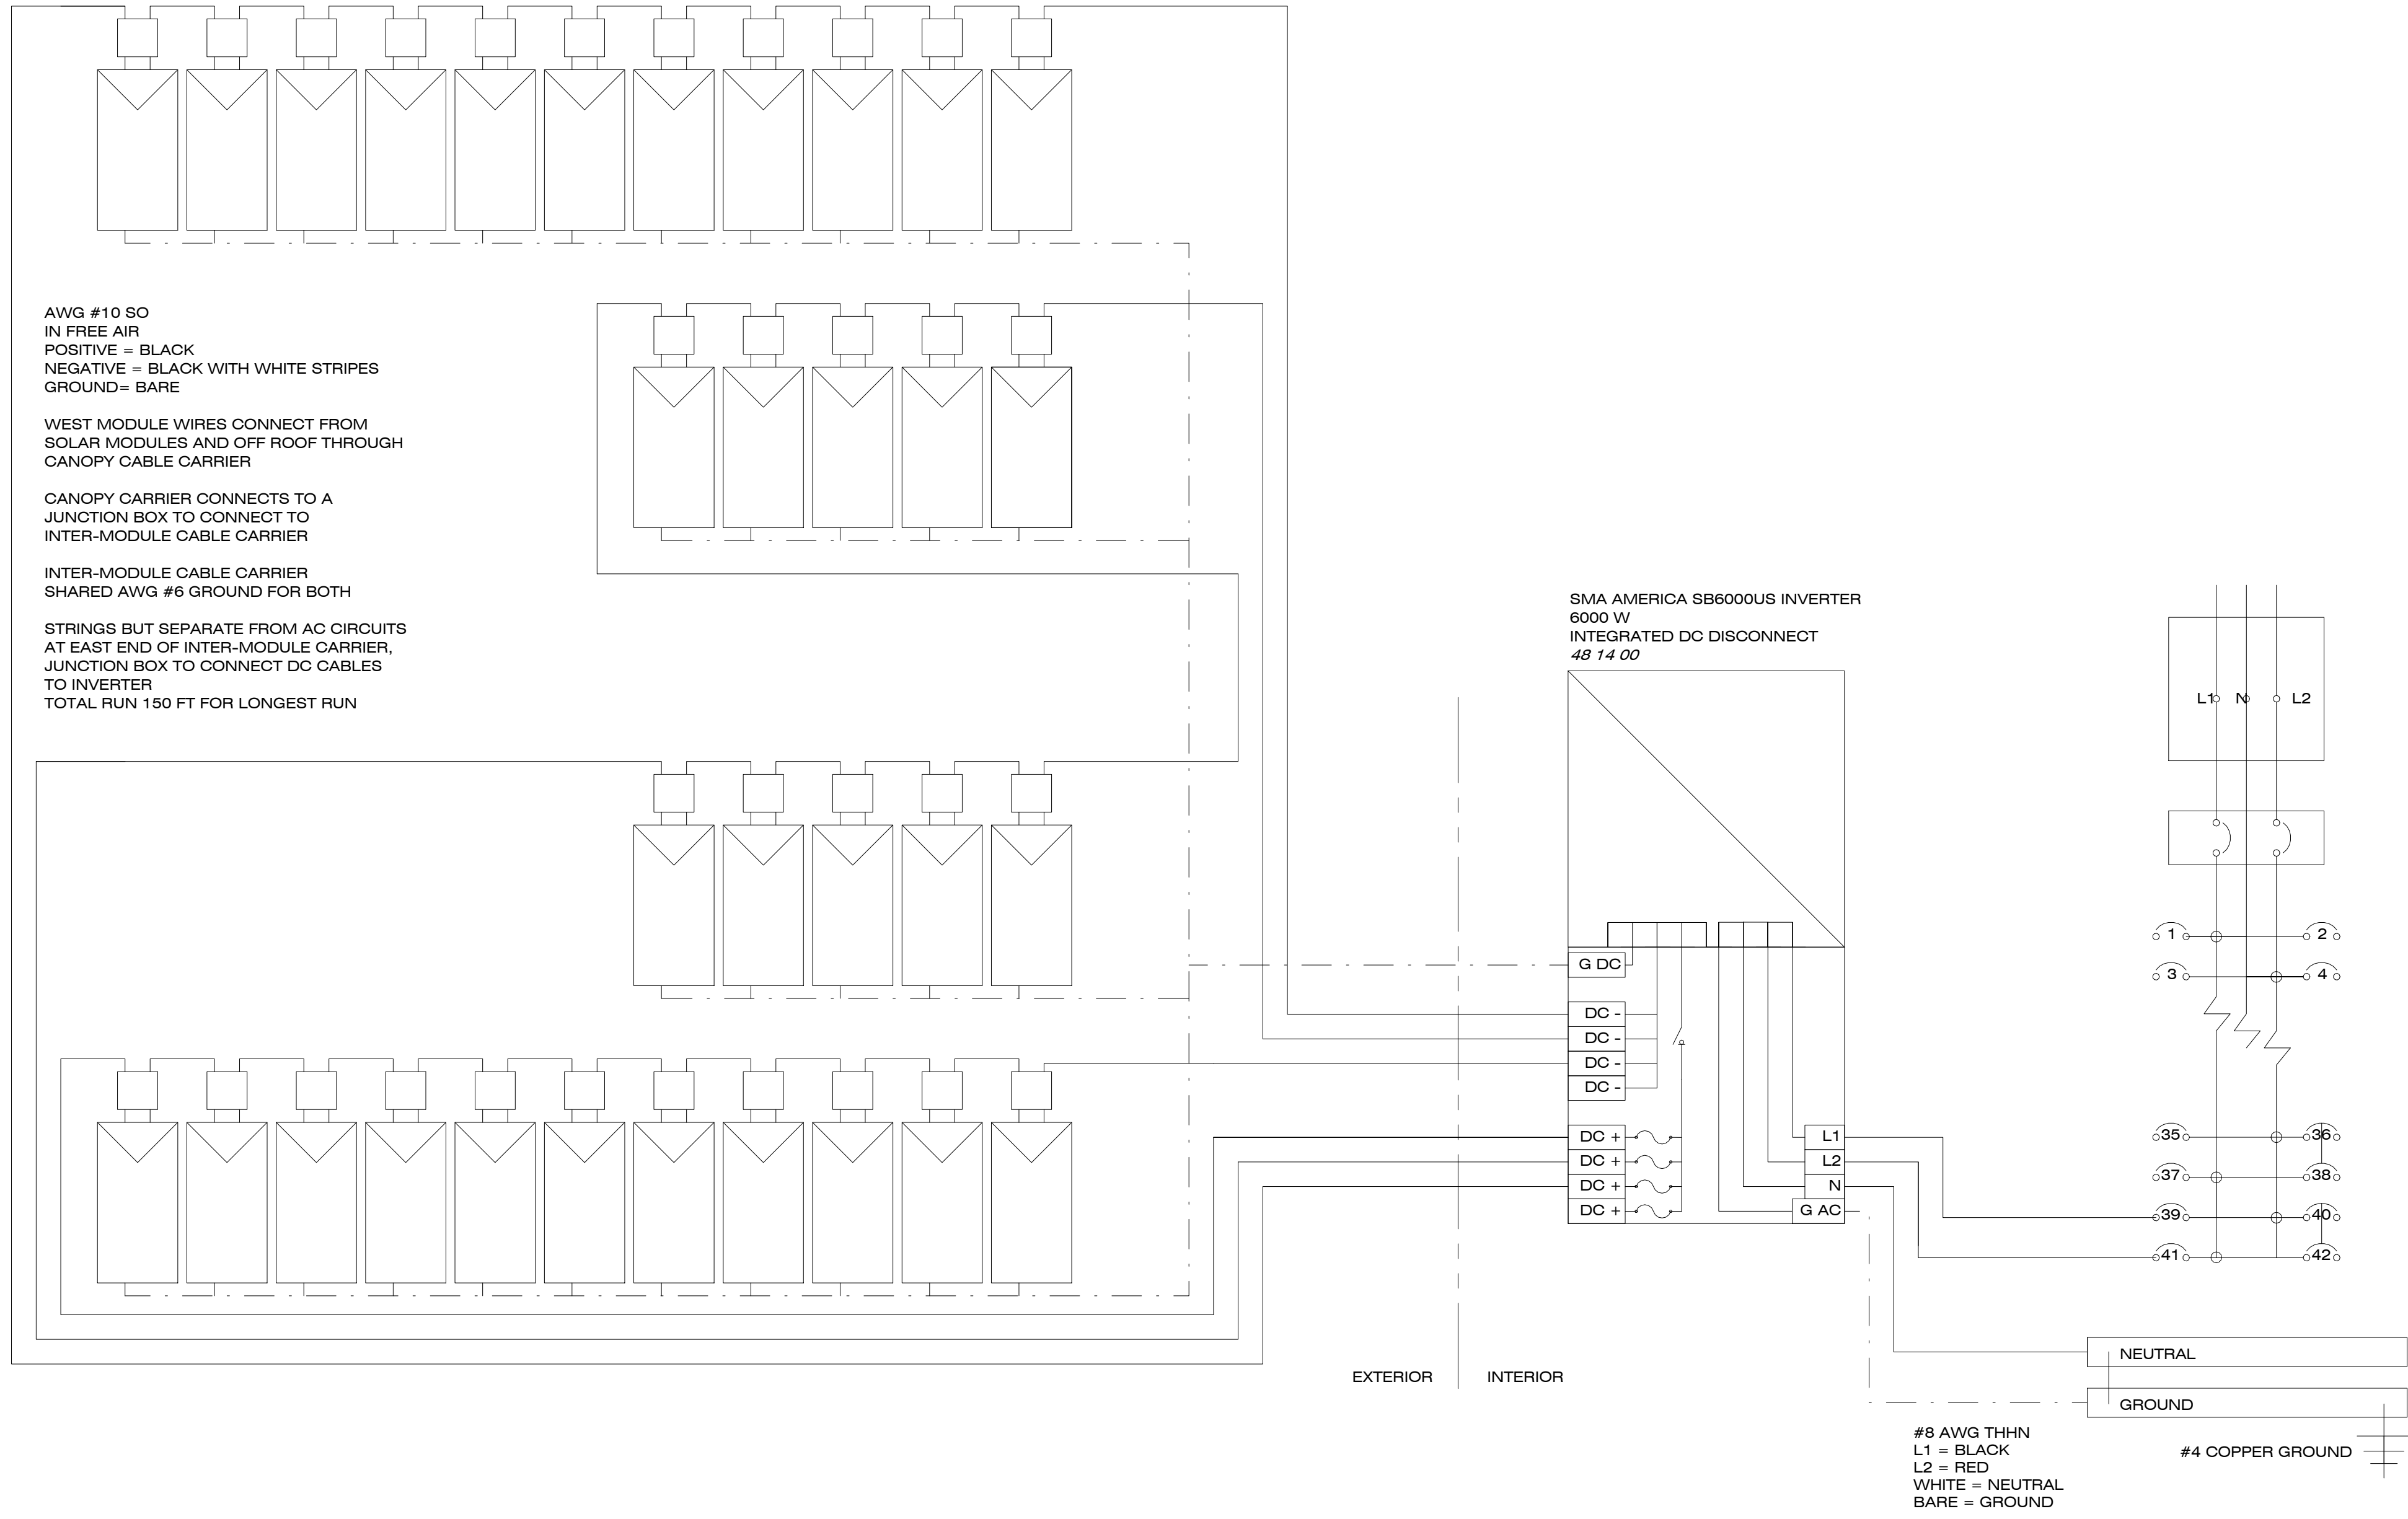 AWG #10 SO
IN FREE AIR
POSITIVE = BLACK
NEGATIVE = BLACK WITH WHITE STRIPES
GROUND= BARE
WEST MODULE WIRES CONNECT FROM
SOLAR MODULES AND OFF ROOF THROUGH
CANOPY CABLE CARRIER
CANOPY CARRIER CONNECTS TO A
JUNCTION BOX TO CONNECT TO
INTER-MODULE CABLE CARRIER
INTER-MODULE CABLE CARRIER
SHARED AWG #6 GROUND FOR BOTH
STRINGS BUT SEPARATE FROM AC CIRCUITS
AT EAST END OF INTER-MODULE CARRIER,
JUNCTION BOX TO CONNECT DC CABLES
TO INVERTER
TOTAL RUN 150 FT FOR LONGEST RUN
SMA AMERICA SB6000US INVERTER
6000 W
INTEGRATED DC DISCONNECT
48 14 00
G DC
DC -
DC -
DC -
DC -
DC +
DC +
DC +
DC +
L1
L2
N
G AC
EXTERIOR INTERIOR
L1 N L2
1 2
3 4
35 36
37 38
39 40
41 42
NEUTRAL
GROUND
#8 AWG THHN
L1 = BLACK
L2 = RED
WHITE = NEUTRAL
BARE = GROUND
#4 COPPER GROUND